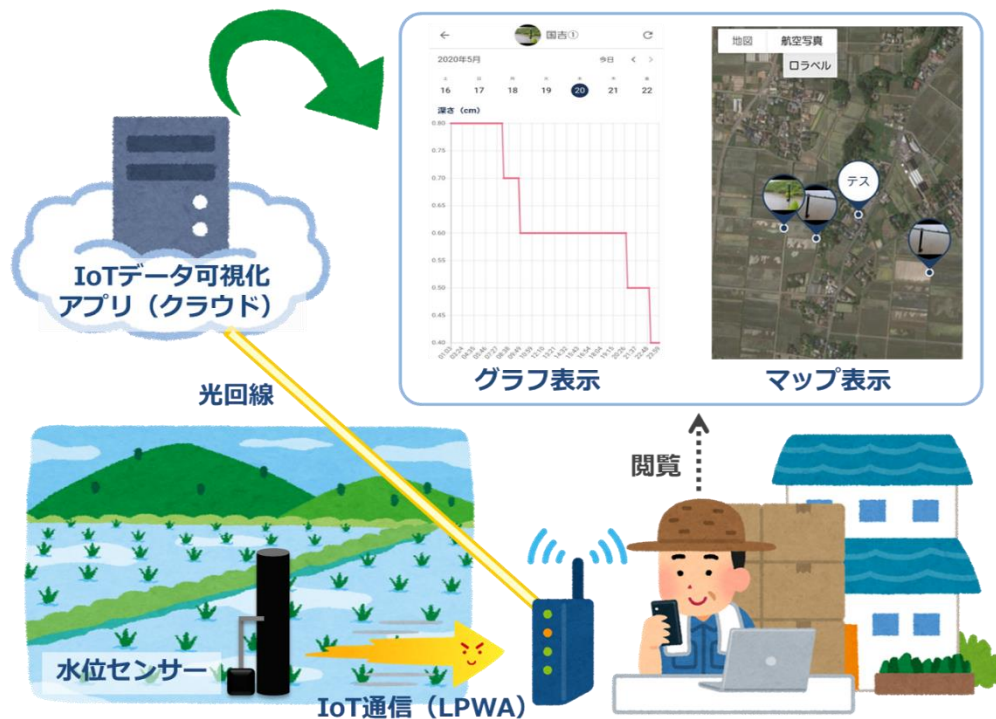 国吉①
2020年5月
今日
16 17 18 19 20 21 22
深さ（cm）
0.80
0.75
0.70
0.65
0.60
0.55
0.50
0.45
0.40
グラフ表示
地図 航空写真
ラベル
テス
マップ表示
IoTデータ可視化
アプリ（クラウド）
光回線
閲覧
水位センサー
IoT通信（LPWA）